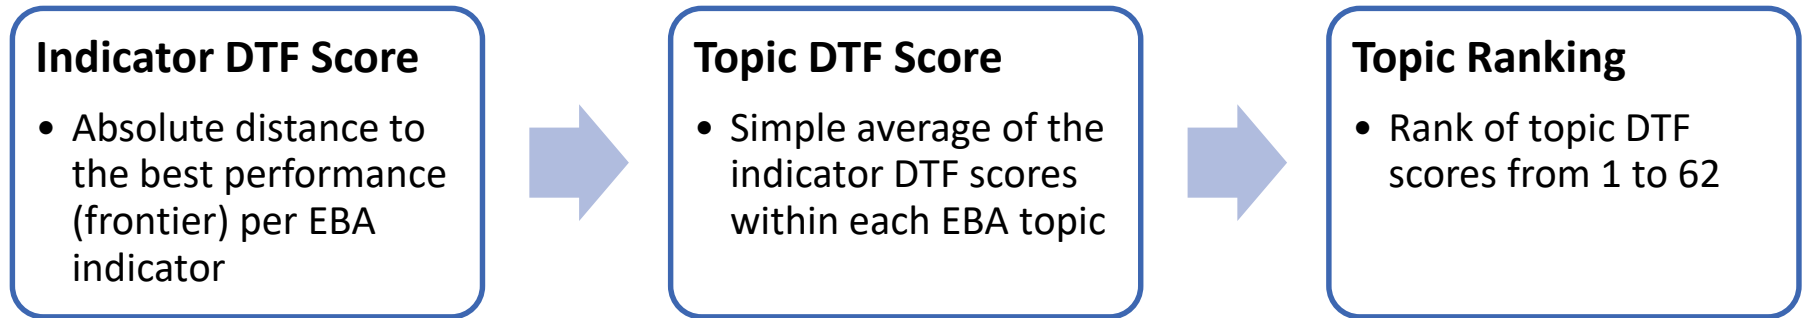 Indicator DTF Score
• Absolute distance to
the best performance
(frontier) per EBA
indicator
Topic DTF Score
• Simple average of the
indicator DTF scores
within each EBA topic
Topic Ranking
• Rank of topic DTF
scores from 1 to 62